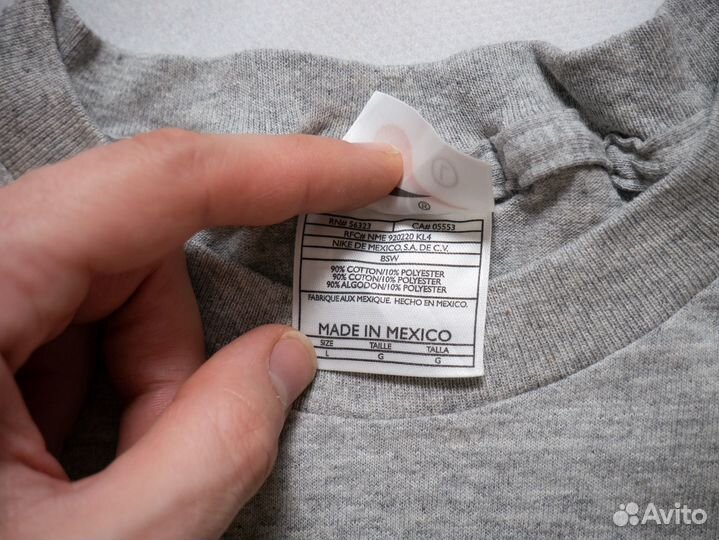 ®
RN# 56323 CA# 05553
RFC# NME 920220 KL4
NIKE DE MEXICO, S.A. DE C.V.
BSW
90% COTTON/10% POLYESTER
90% COTON/10% POLYESTER
90% ALGODON/10% POLYESTER
FABRIQUE AUX MEXIQUE. HECHO EN MEXICO.
MADE IN MEXICO
SIZE TAILLE TALLA
L G G
Avito